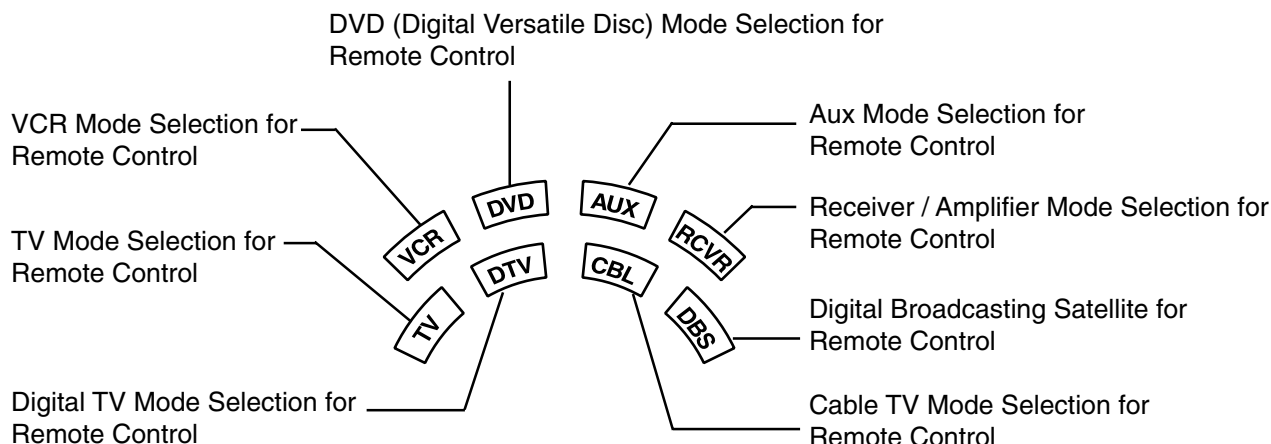 DVD (Digital Versatile Disc) Mode Selection for
Remote Control
VCR Mode Selection for
Remote Control
Aux Mode Selection for
Remote Control
DVD
AUX
VCR
RCVR
Receiver / Amplifier Mode Selection for
Remote Control
TV Mode Selection for
Remote Control
DTV
CBL
TV
DBS
Digital Broadcasting Satellite for
Remote Control
Digital TV Mode Selection for
Remote Control
Cable TV Mode Selection for
Remote Control